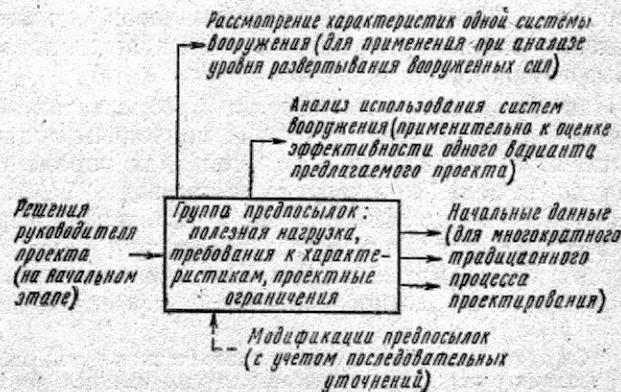 Рассмотрение характеристик одной системы
вооружения (для применения при анализе
уровня развертывания вооруженных сил)
Анализ использования систем
вооружения (применительно к оценке
эффективности одного варианта
предлагаемого проекта)
Решения
руководителя
проекта
(на начальном
этапе)
Группа предпосылок:
полезная нагрузка,
требования к характе-
ристикам, проектные
ограничения
Начальные данные
(для многократного
традиционного
процесса
проектирования)
Модификации предпосылок
(с учетом последовательных
уточнений)